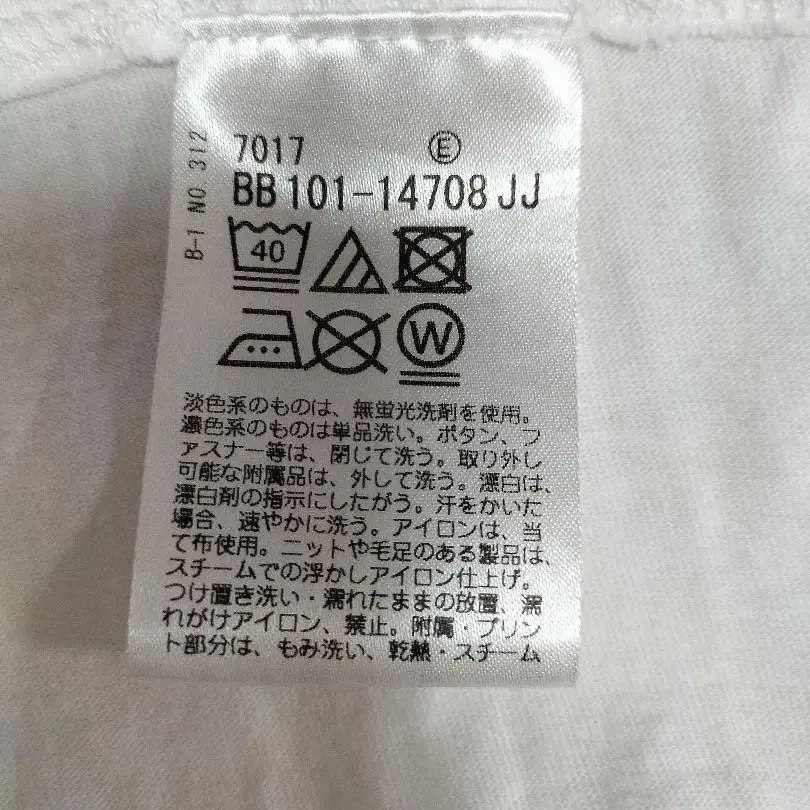 B-1 NO 312
7017 Ⓔ
BB 101-14708 JJ
40
W
淡色系のものは、無蛍光洗剤を使用。
濃色系のものは単品洗い。ボタン、フ
ァスナー等は、閉じて洗う。取り外し
可能な附属品は、外して洗う。漂白は、
漂白剤の指示にしたがう。汗をかいた
場合、速やかに洗う。アイロンは、当
て布使用。ニットや毛足のある製品は、
スチームでの浮かしアイロン仕上げ。
つけ置き洗い・濡れたままの放置、濡
れがけアイロン、禁止。附属・プリン
ト部分は、もみ洗い、乾熱・スチーム